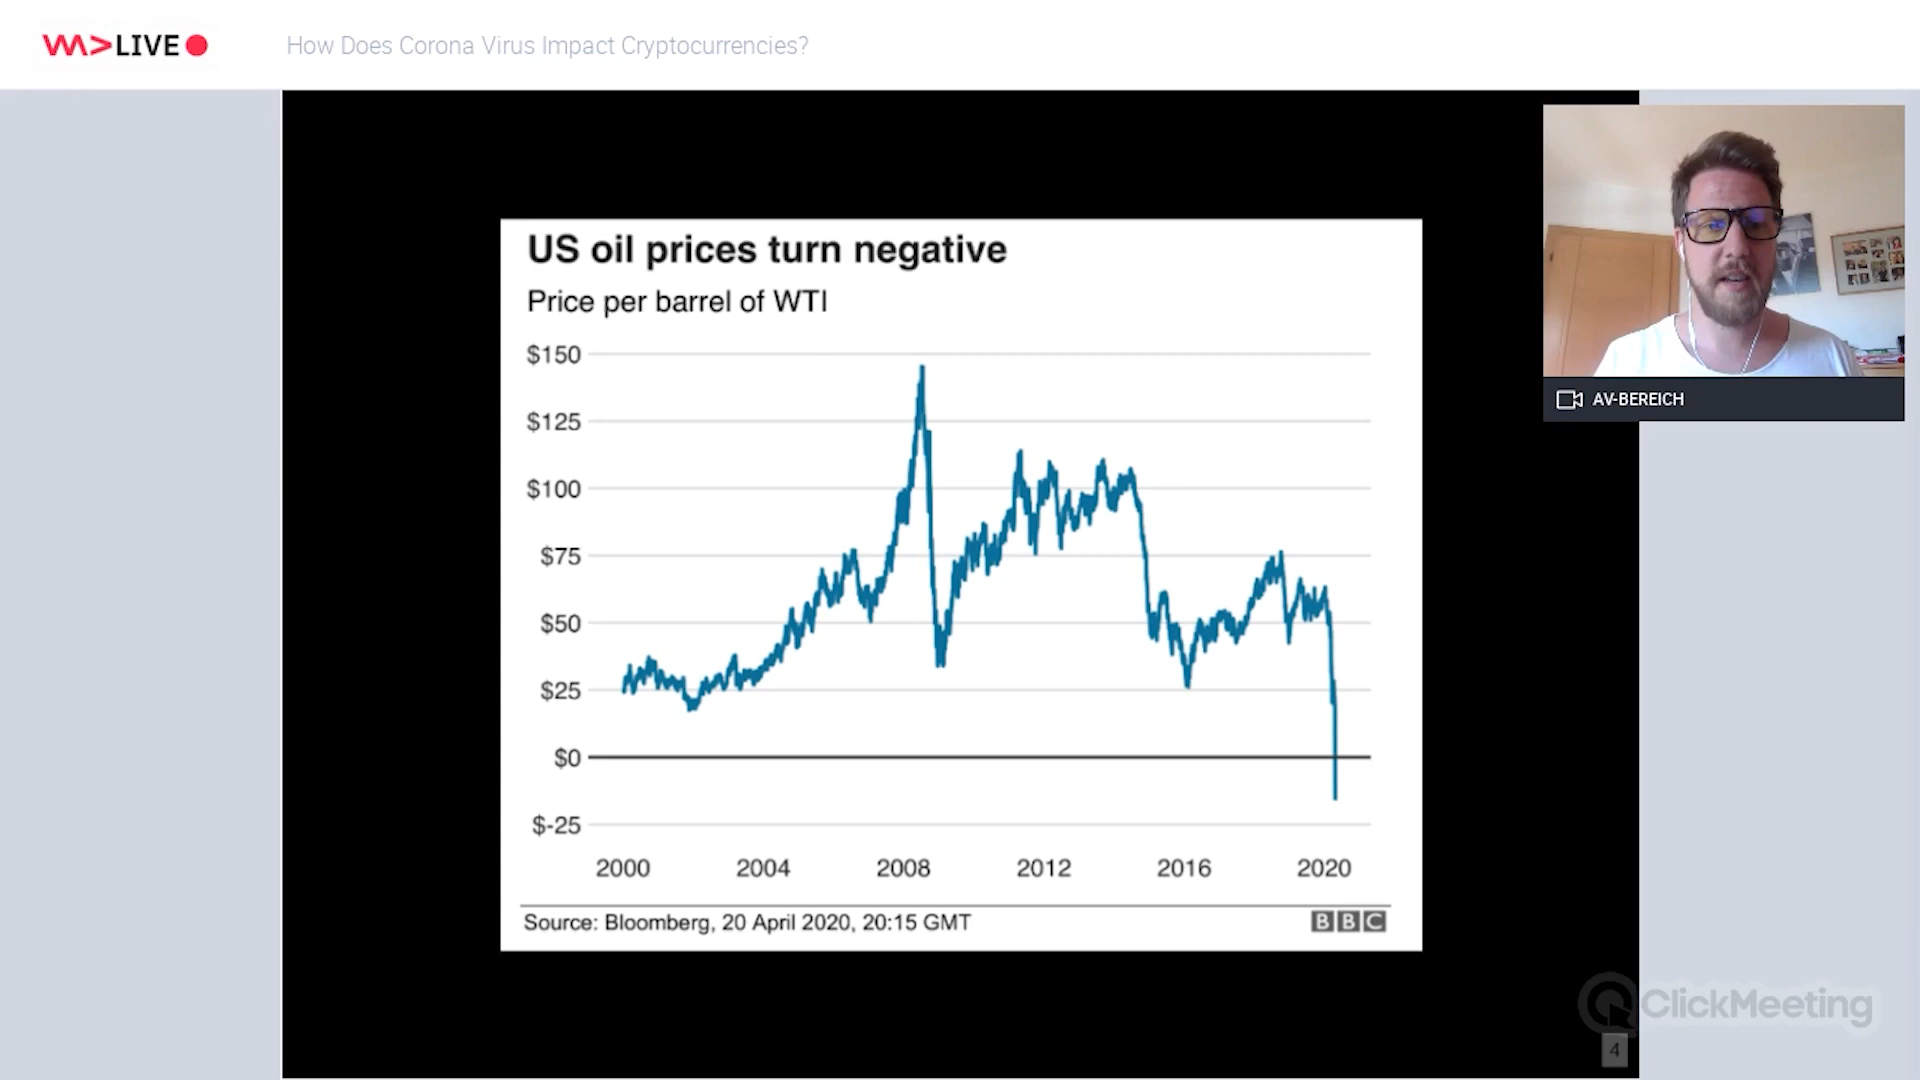 LIVE
How Does Corona Virus Impact Cryptocurrencies?
AV-BEREICH
US oil prices turn negative
Price per barrel of WTI
$150
$125
$100
$75
$50
$25
$0
$-25
2000 2004 2008 2012 2016 2020
Source: Bloomberg, 20 April 2020, 20:15 GMT
BBC
ClickMeeting
4